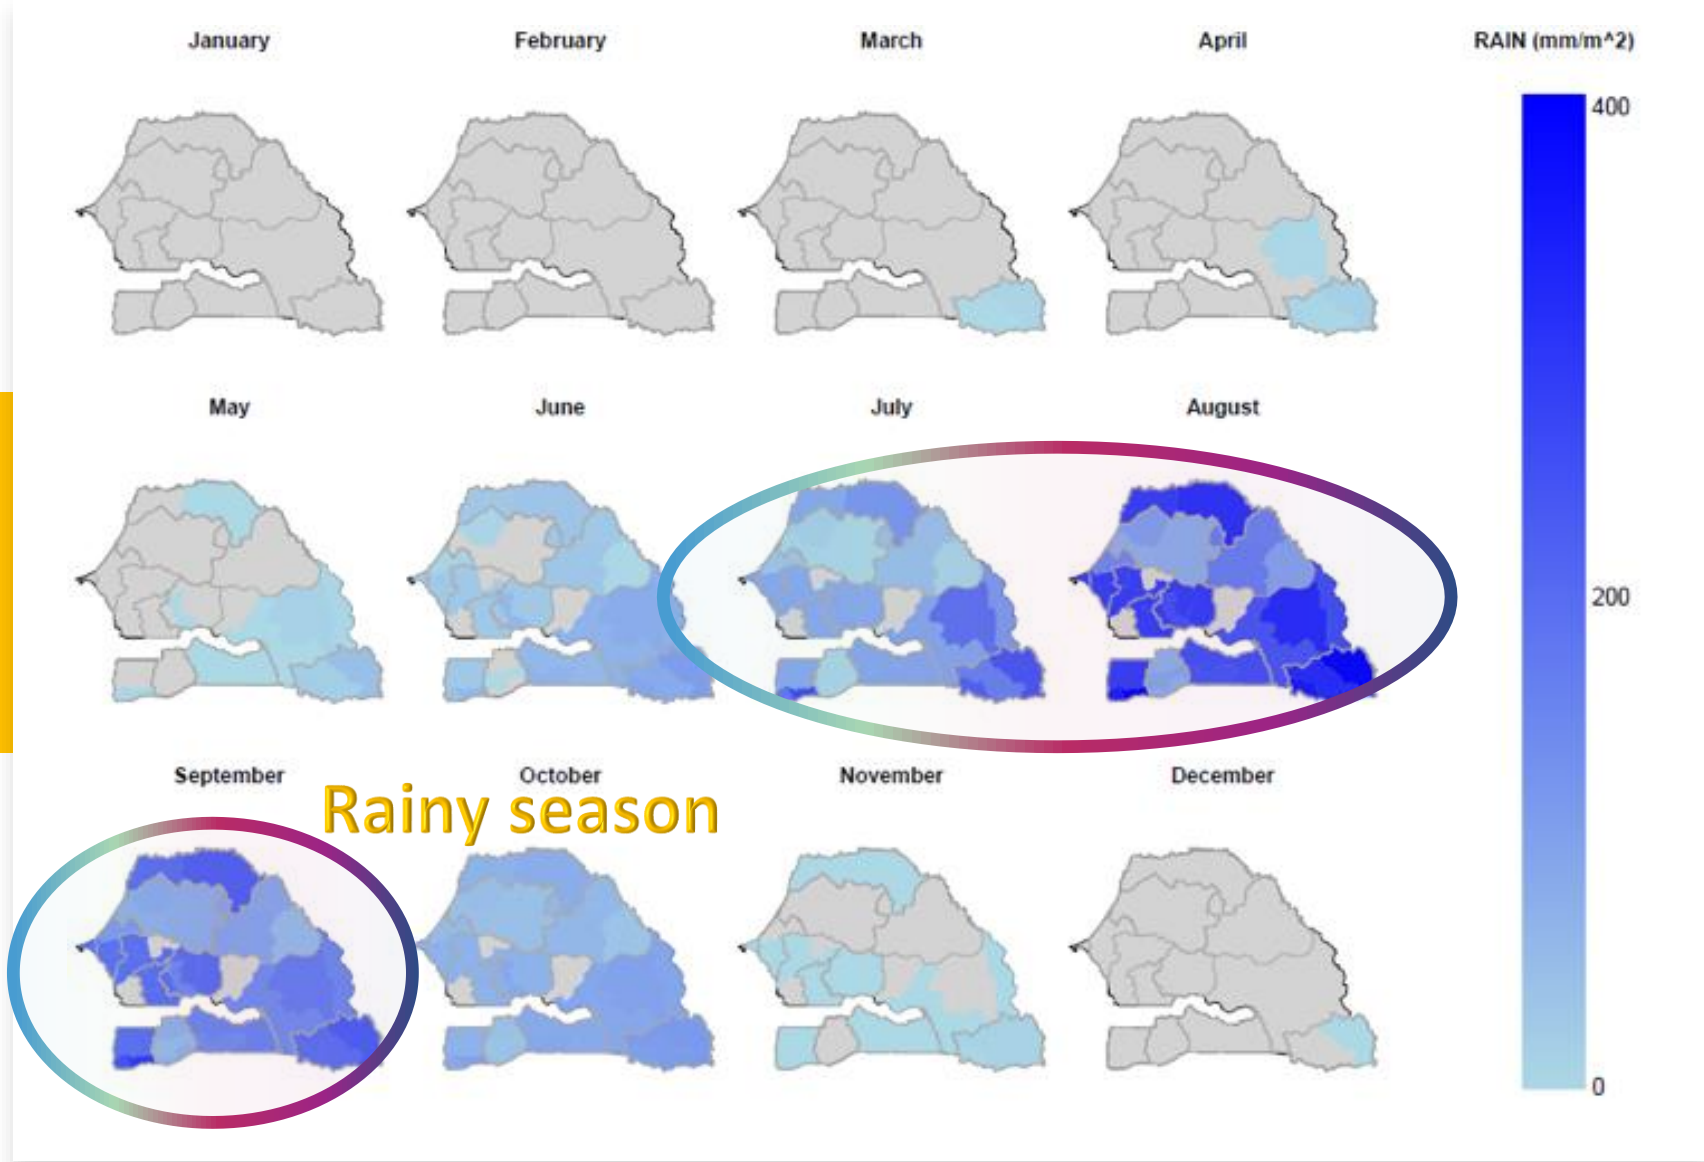 January February March April RAIN (mm/m^2)
400
May June July August
200
September October November December
Rainy season
0